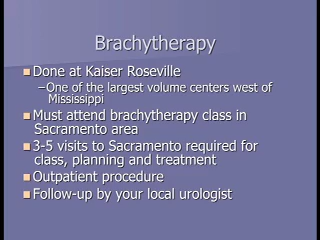 Brachytherapy
Done at Kaiser Roseville
–One of the largest volume centers west of
Mississippi
Must attend brachytherapy class in
Sacramento area
3-5 visits to Sacramento required for
class, planning and treatment
Outpatient procedure
Follow-up by your local urologist